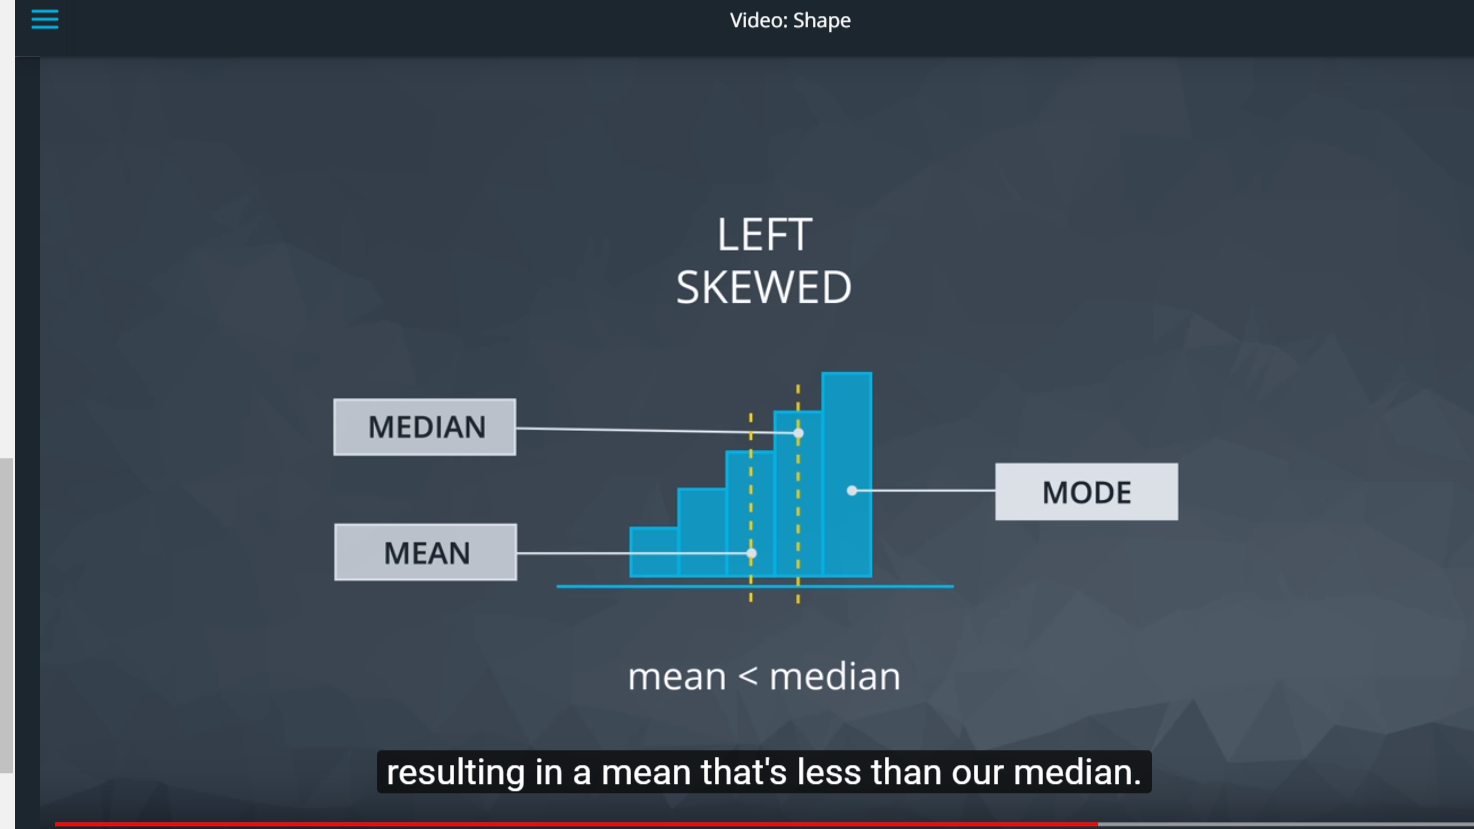 Video: Shape
LEFT
SKEWED
MEDIAN
MODE
MEAN
mean < median
resulting in a mean that's less than our median.